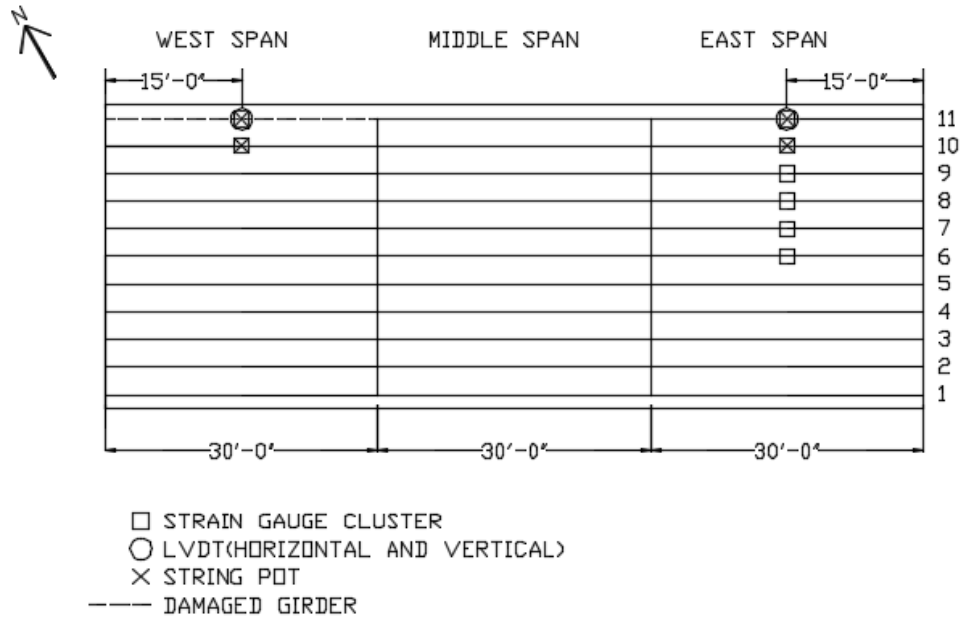 N
WEST SPAN MIDDLE SPAN EAST SPAN
15'-0" 15'-0"
11
10
9
8
7
6
5
4
3
2
1
30'-0" 30'-0" 30'-0"
STRAIN GAUGE CLUSTER
LVDT(HORIZONTAL AND VERTICAL)
STRING POT
DAMAGED GIRDER